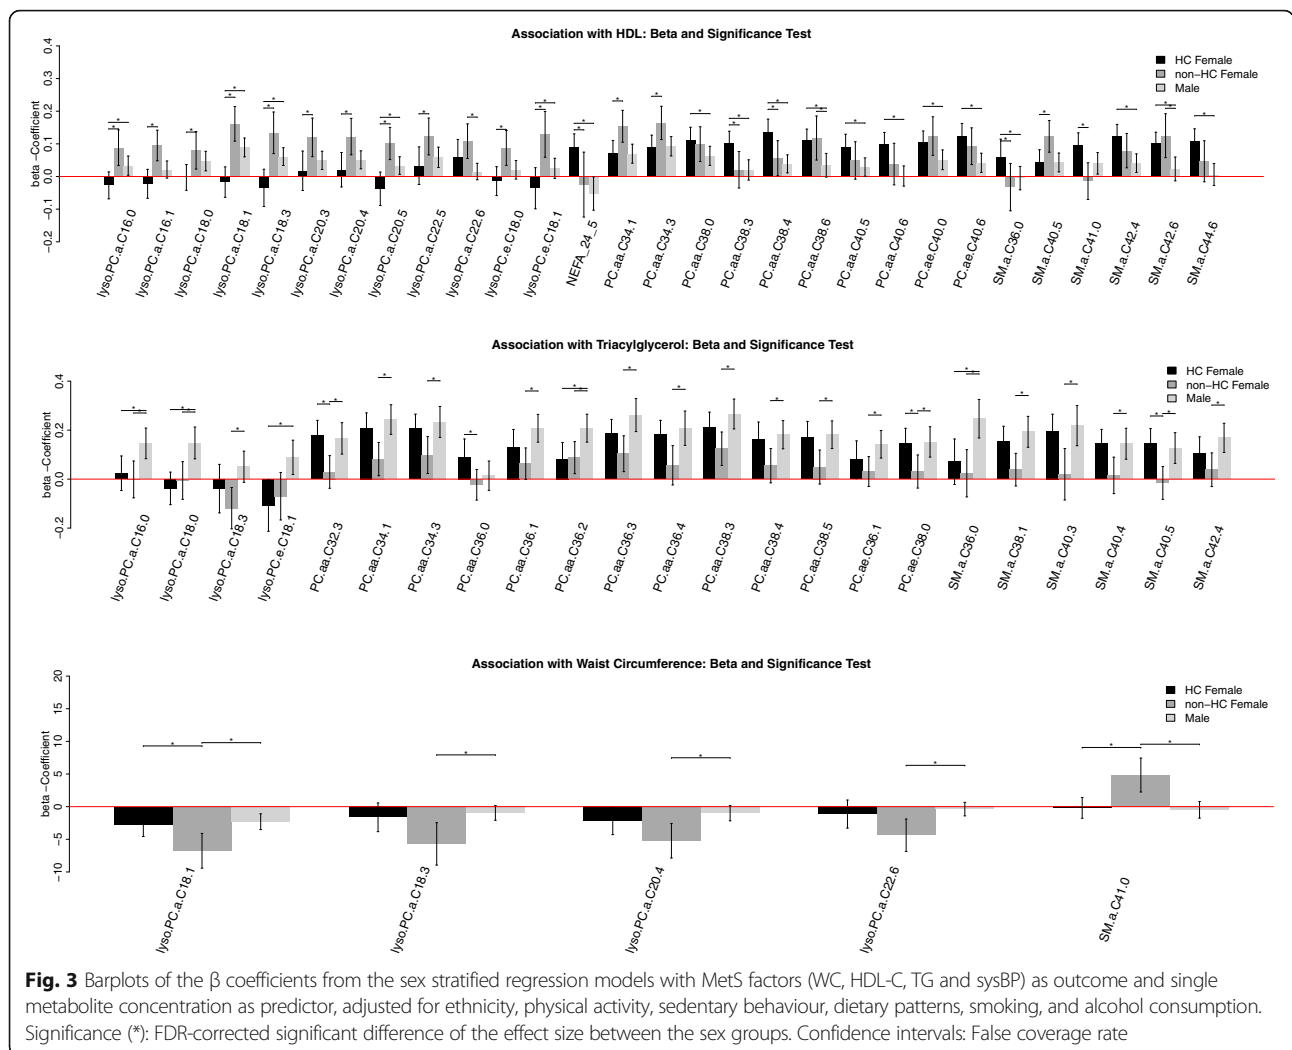 Association with HDL: Beta and Significance Test
beta −Coefficient
−0.2 −0.1 0.0 0.1 0.2 0.3 0.4
HC Female
non−HC Female
Male
lyso.PC.a.C16.0
lyso.PC.a.C16.1
lyso.PC.a.C18.0
lyso.PC.a.C18.1
lyso.PC.a.C18.3
lyso.PC.a.C20.3
lyso.PC.a.C20.4
lyso.PC.a.C20.5
lyso.PC.a.C22.5
lyso.PC.a.C22.6
lyso.PC.e.C18.0
lyso.PC.e.C18.1
NEFA_24_5
PC.aa.C34.1
PC.aa.C34.3
PC.aa.C38.0
PC.aa.C38.3
PC.aa.C38.4
PC.aa.C38.6
PC.aa.C40.5
PC.aa.C40.6
PC.ae.C40.0
PC.ae.C40.6
SM.a.C36.0
SM.a.C40.5
SM.a.C41.0
SM.a.C42.4
SM.a.C42.6
SM.a.C44.6
Association with Triacylglycerol: Beta and Significance Test
beta −Coefficient
−0.2 0.0 0.2 0.4
HC Female
non−HC Female
Male
lyso.PC.a.C16.0
lyso.PC.a.C18.0
lyso.PC.a.C18.3
lyso.PC.e.C18.1
PC.aa.C32.3
PC.aa.C34.1
PC.aa.C34.3
PC.aa.C36.0
PC.aa.C36.1
PC.aa.C36.2
PC.aa.C36.3
PC.aa.C36.4
PC.aa.C38.3
PC.aa.C38.4
PC.aa.C38.5
PC.ae.C36.1
PC.ae.C38.0
SM.a.C36.0
SM.a.C38.1
SM.a.C40.3
SM.a.C40.4
SM.a.C40.5
SM.a.C42.4
Association with Waist Circumference: Beta and Significance Test
beta −Coefficient
−10 −5 0 5 10 15 20
HC Female
non−HC Female
Male
lyso.PC.a.C18.1
lyso.PC.a.C18.3
lyso.PC.a.C20.4
lyso.PC.a.C22.6
SM.a.C41.0
Fig. 3 Barplots of the β coefficients from the sex stratified regression models with MetS factors (WC, HDL-C, TG and sysBP) as outcome and single
metabolite concentration as predictor, adjusted for ethnicity, physical activity, sedentary behaviour, dietary patterns, smoking, and alcohol consumption.
Significance (*): FDR-corrected significant difference of the effect size between the sex groups. Confidence intervals: False coverage rate